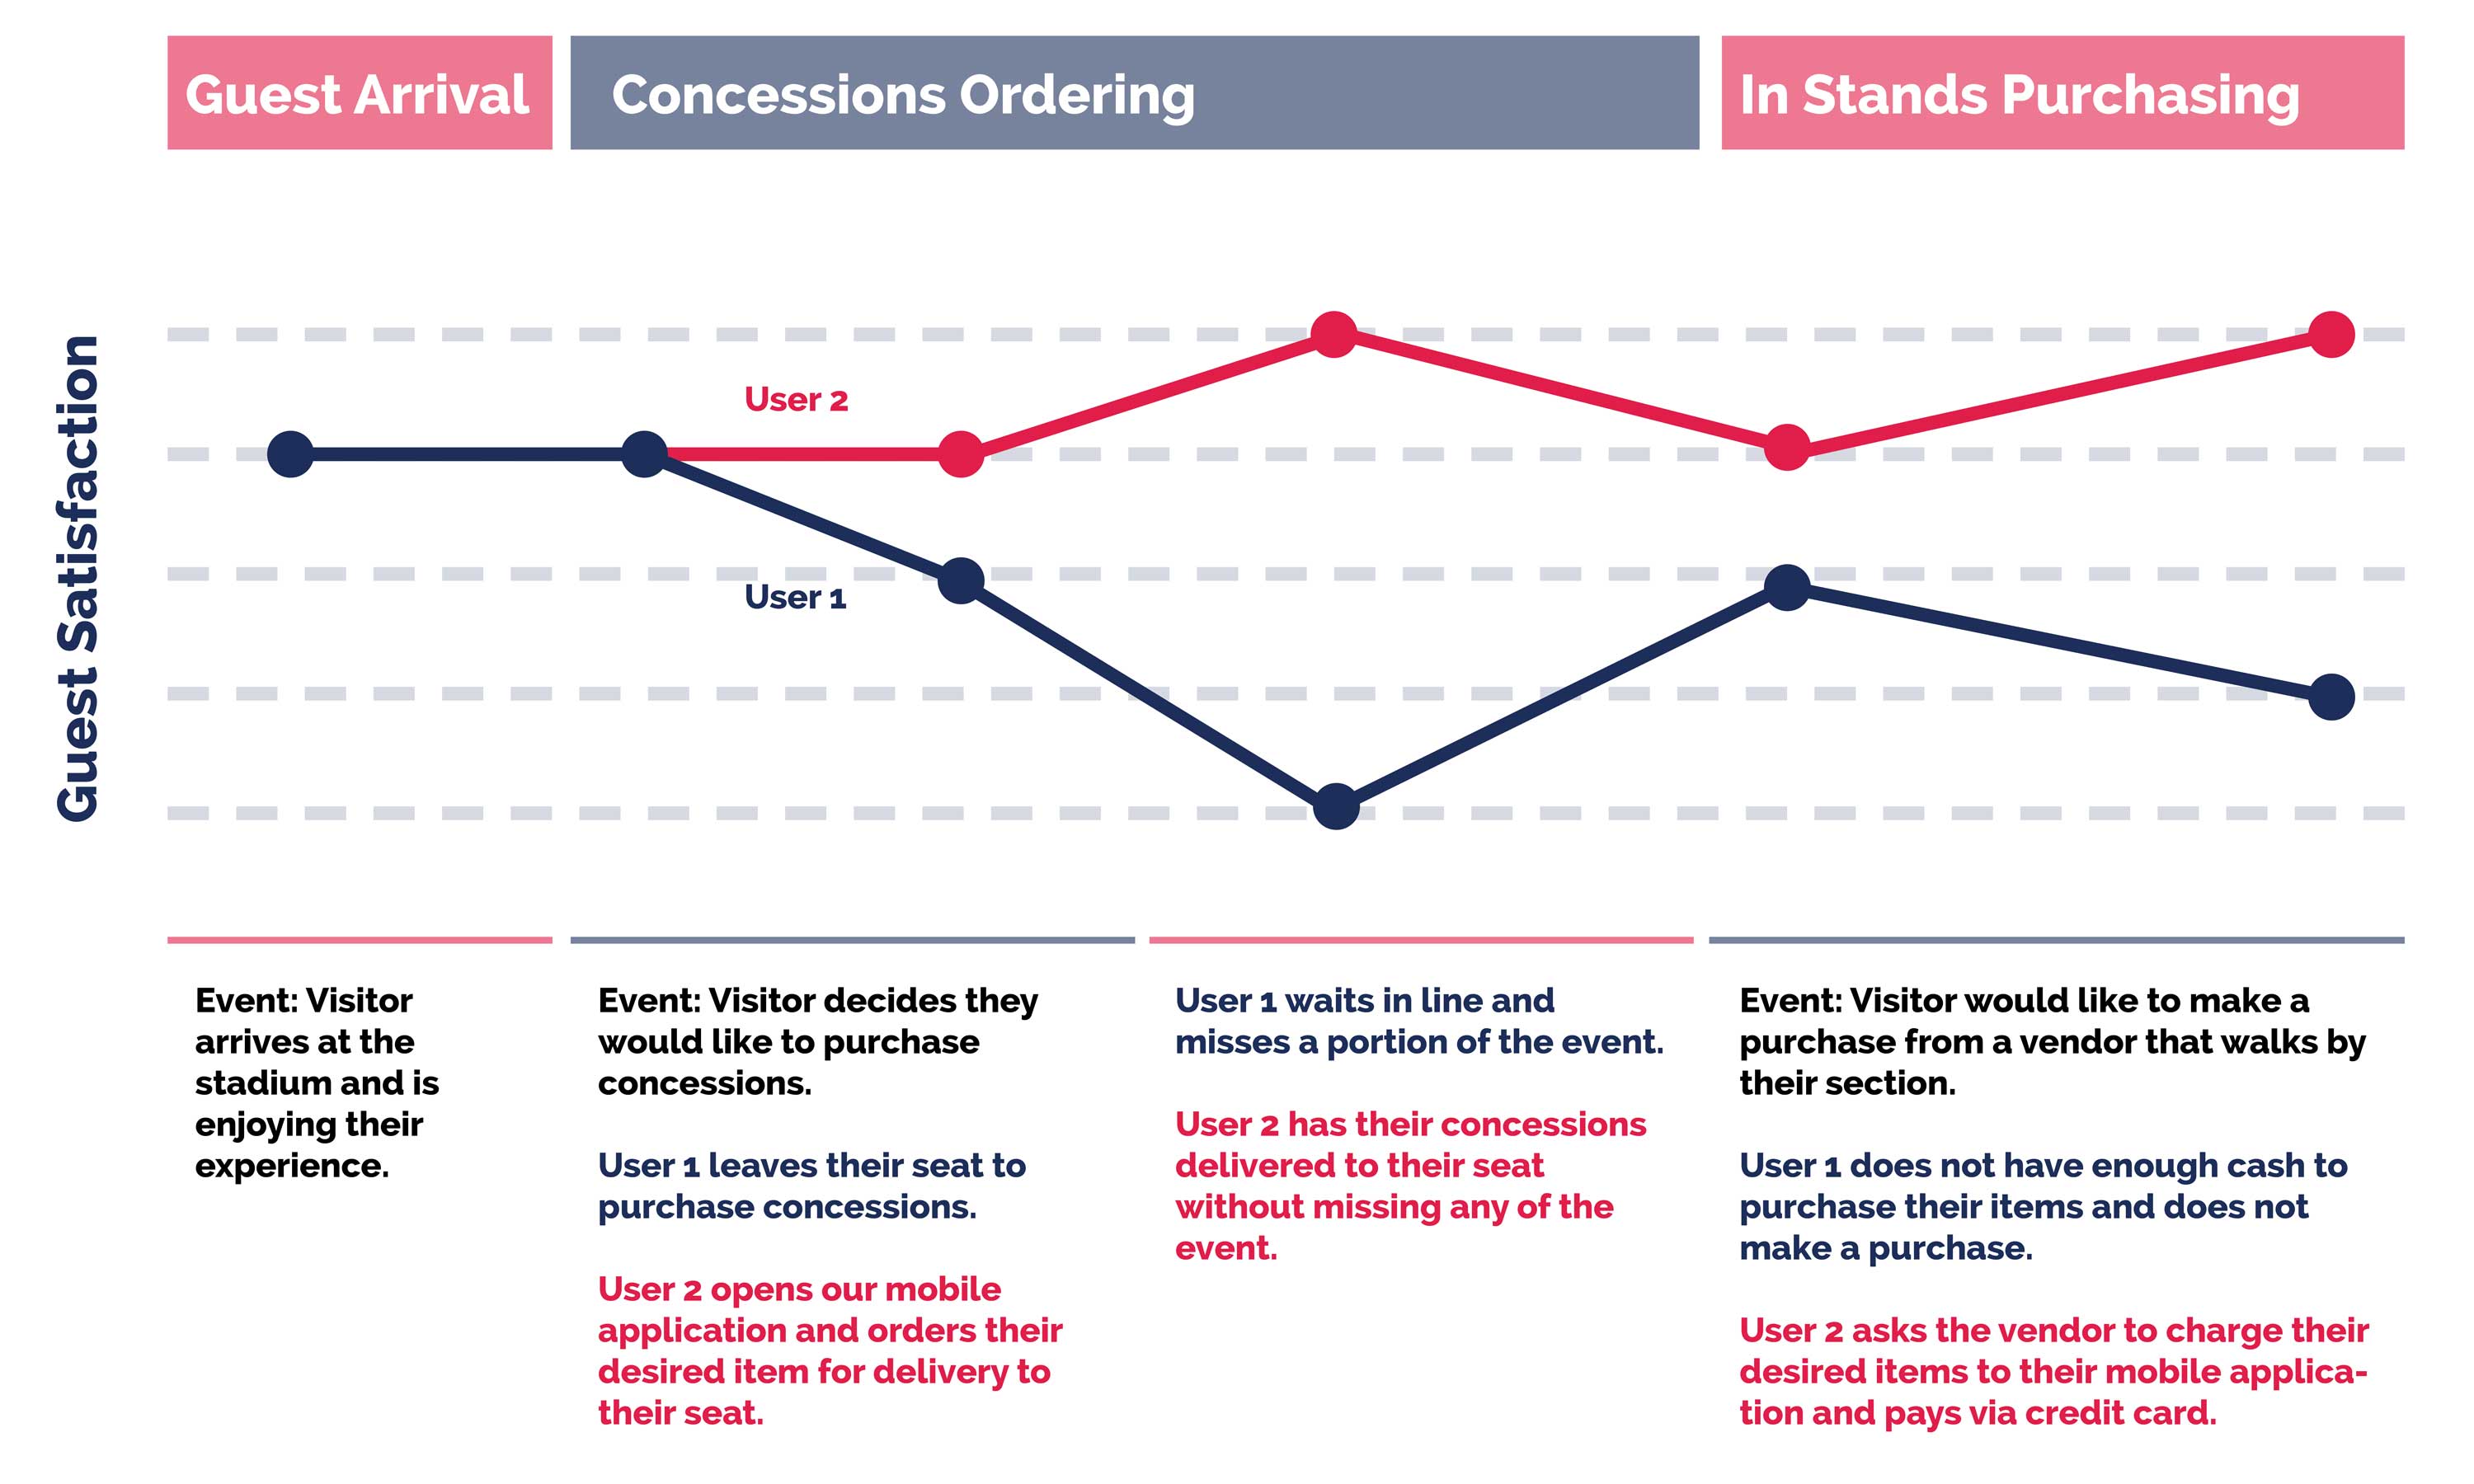 Guest Arrival
Concessions Ordering
In Stands Purchasing
Guest Satisfaction
User 2
User 1
Event: Visitor
arrives at the
stadium and is
enjoying their
experience.
Event: Visitor decides they
would like to purchase
concessions.
User 1 leaves their seat to
purchase concessions.
User 2 opens our mobile
application and orders their
desired item for delivery to
their seat.
User 1 waits in line and
misses a portion of the event.
User 2 has their concessions
delivered to their seat
without missing any of the
event.
Event: Visitor would like to make a
purchase from a vendor that walks by
their section.
User 1 does not have enough cash to
purchase their items and does not
make a purchase.
User 2 asks the vendor to charge their
desired items to their mobile applica-
tion and pays via credit card.